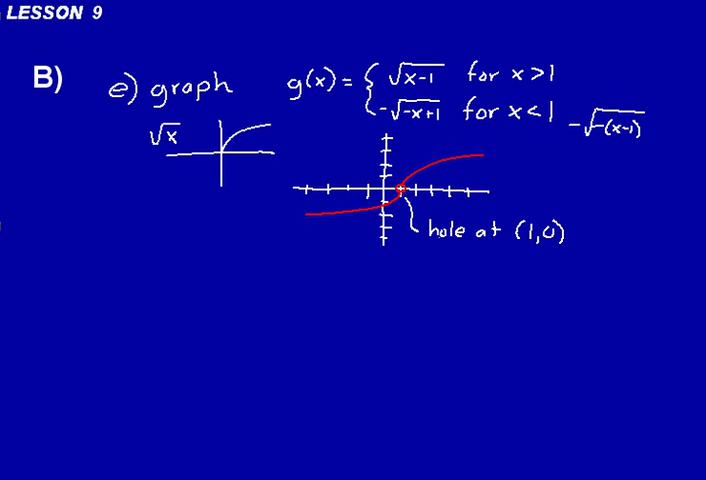 LESSON 9
B) e) graph g(x) = { √x-1 for x > 1
-√-x+1 for x < 1 -√-(x-1)
√x
hole at (1,0)